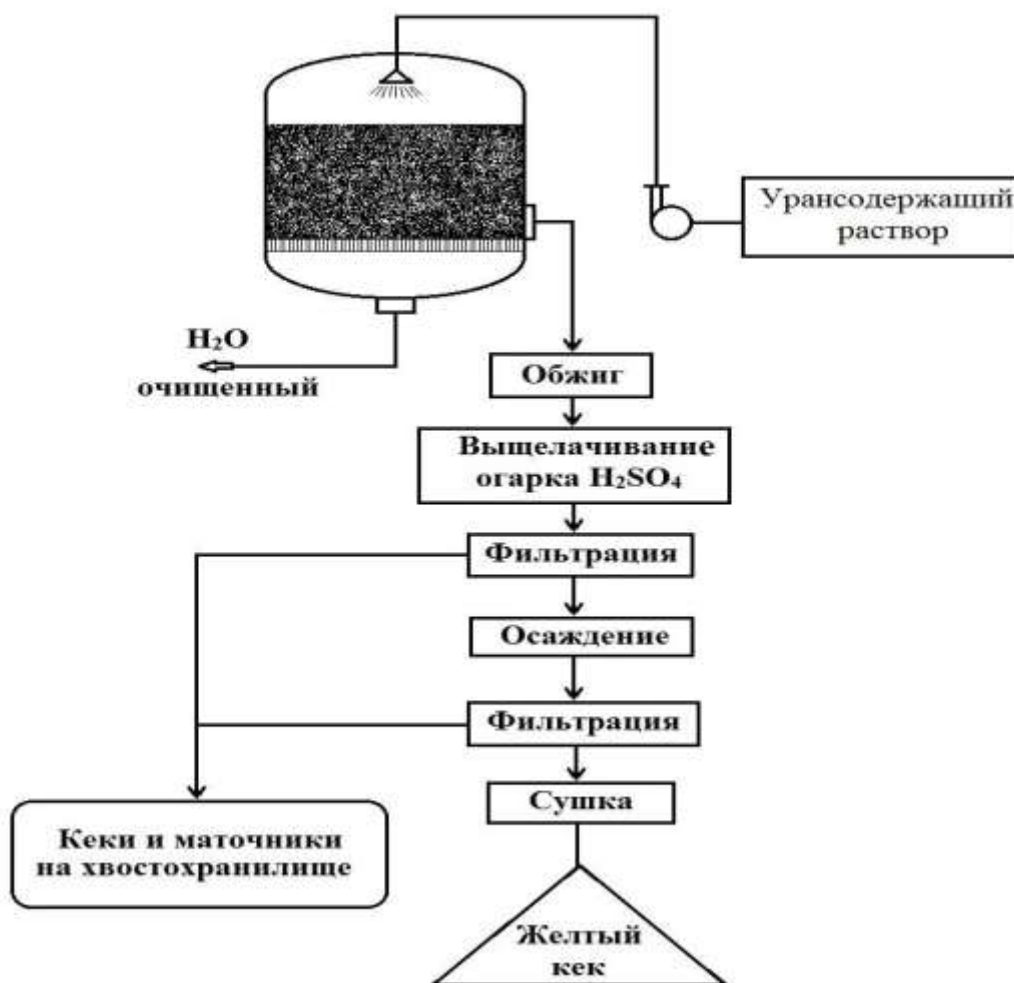 Урансодержащий
раствор
H₂O
очищенный
Обжиг
Выщелачивание
огарка H₂SO₄
Фильтрация
Осаждение
Фильтрация
Сушка
Кеки и маточники
на хвостохранилище
Желтый
кек